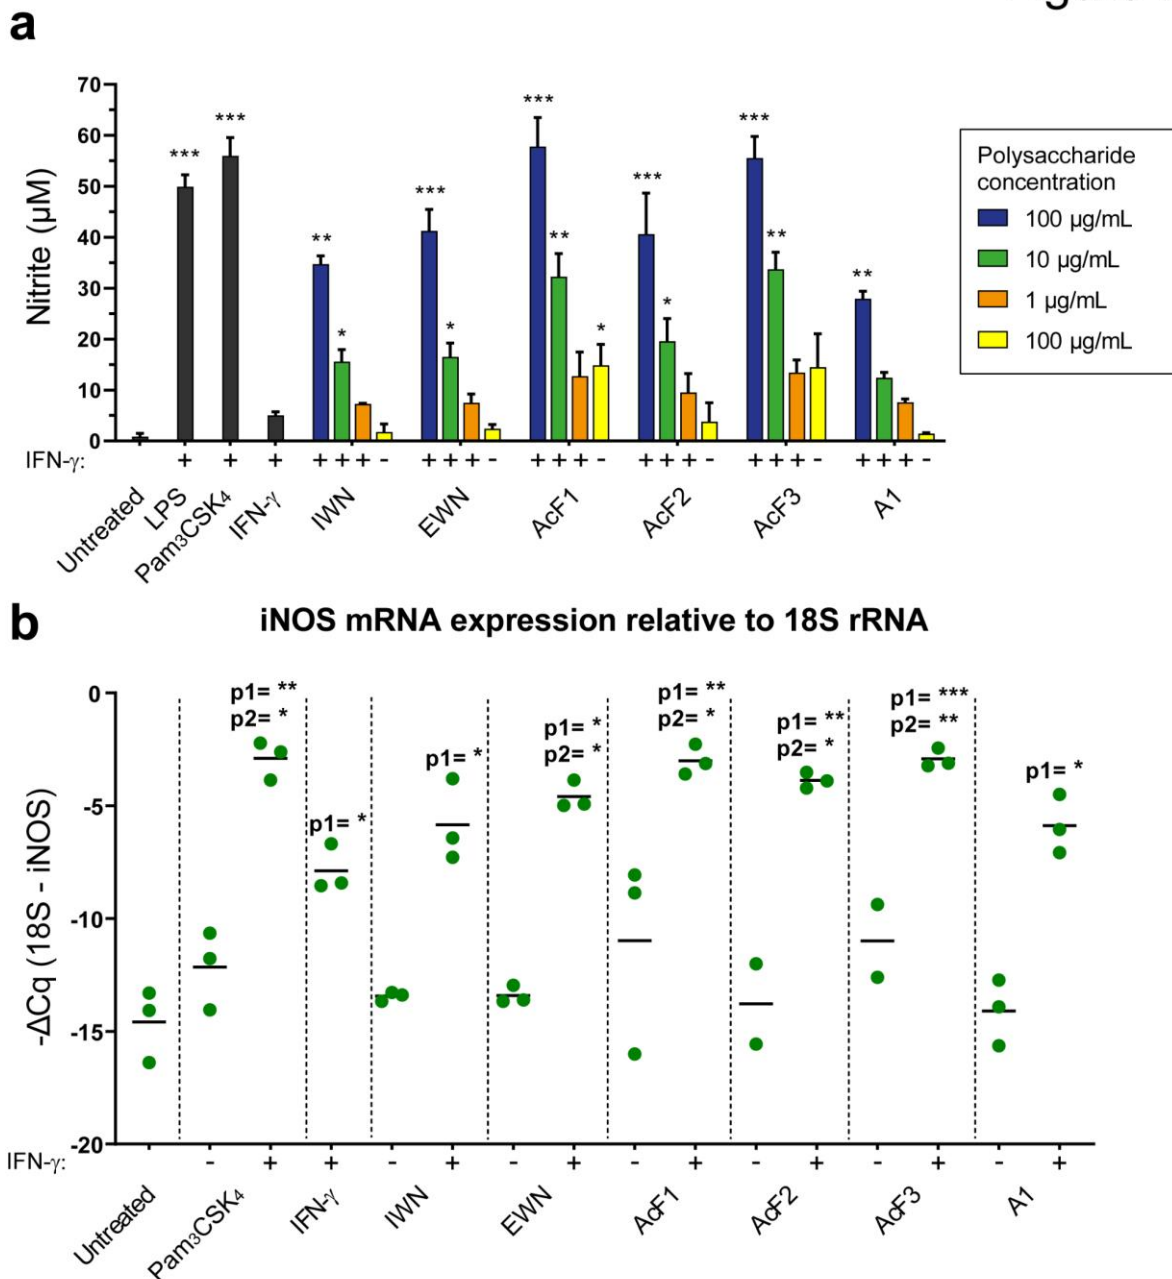 a
70
60
50
40
30
20
10
0
Nitrite (μM)
***
***
**
*
***
*
***
**
*
***
*
***
**
**
Polysaccharide
concentration
100 μg/mL
10 μg/mL
1 μg/mL
100 μg/mL
IFN-γ: + + + + + + - + + + - + + + - + + + - + + + - + + + -
Untreated
LPS
Pam₃CSK₄
IFN-γ
IWN
EWN
AcF1
AcF2
AcF3
A1
b
iNOS mRNA expression relative to 18S rRNA
0
-5
-10
-15
-20
-ΔCq (18S - iNOS)
p1= **
p2= *
p1= *
p1= *
p1= *
p2= *
p1= **
p2= *
p1= **
p2= *
p1= ***
p2= **
p1= *
IFN-γ: - + + - + - + - + - + - + - +
Untreated
Pam₃CSK₄
IFN-γ
IWN
EWN
AcF1
AcF2
AcF3
A1